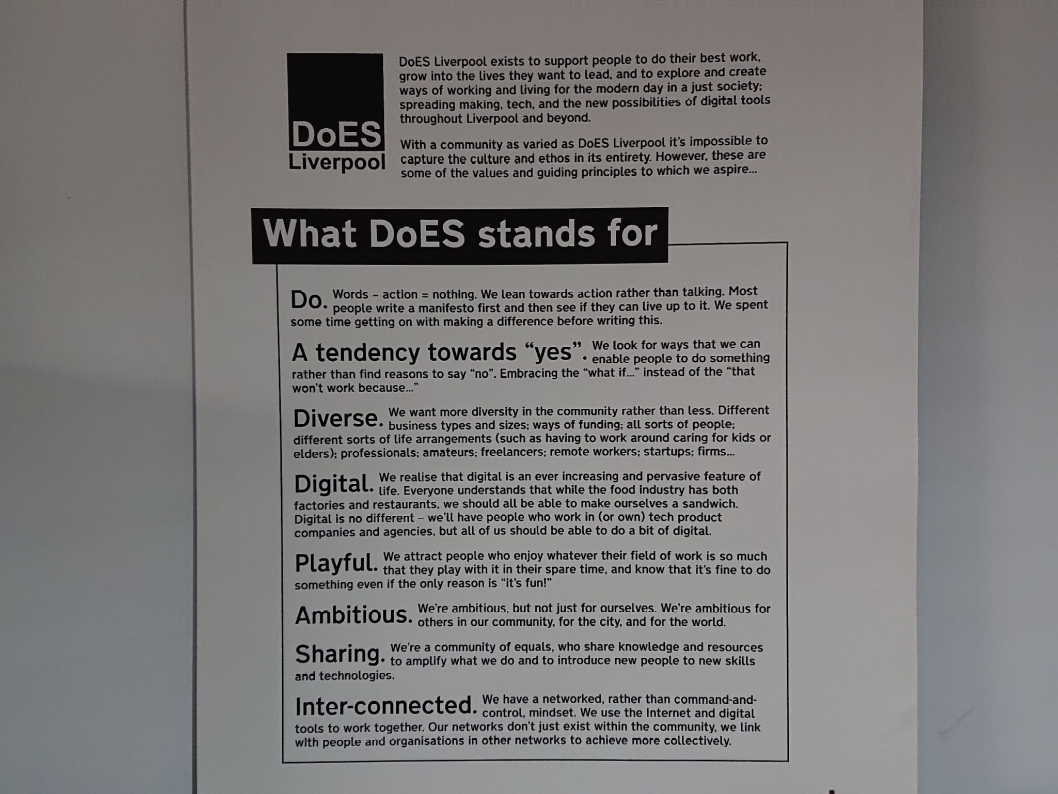 DoES
Liverpool
DoES Liverpool exists to support people to do their best work,
grow into the lives they want to lead, and to explore and create
ways of working and living for the modern day in a just society;
spreading making, tech, and the new possibilities of digital tools
throughout Liverpool and beyond.
With a community as varied as DoES Liverpool it's impossible to
capture the culture and ethos in its entirety. However, these are
some of the values and guiding principles to which we aspire...
What DoES stands for
Do. Words – action = nothing. We lean towards action rather than talking. Most
people write a manifesto first and then see if they can live up to it. We spent
some time getting on with making a difference before writing this.
A tendency towards “yes”. We look for ways that we can
enable people to do something
rather than find reasons to say “no”. Embracing the “what if...” instead of the “that
won't work because...”
Diverse. We want more diversity in the community rather than less. Different
business types and sizes; ways of funding; all sorts of people;
different sorts of life arrangements (such as having to work around caring for kids or
elders); professionals; amateurs; freelancers; remote workers; startups; firms...
Digital. We realise that digital is an ever increasing and pervasive feature of
life. Everyone understands that while the food industry has both
factories and restaurants, we should all be able to make ourselves a sandwich.
Digital is no different – we'll have people who work in (or own) tech product
companies and agencies, but all of us should be able to do a bit of digital.
Playful. We attract people who enjoy whatever their field of work is so much
that they play with it in their spare time, and know that it's fine to do
something even if the only reason is “it's fun!”
Ambitious. We're ambitious, but not just for ourselves. We're ambitious for
others in our community, for the city, and for the world.
Sharing. We're a community of equals, who share knowledge and resources
to amplify what we do and to introduce new people to new skills
and technologies.
Inter-connected. We have a networked, rather than command-and-
control, mindset. We use the Internet and digital
tools to work together. Our networks don't just exist within the community, we link
with people and organisations in other networks to achieve more collectively.